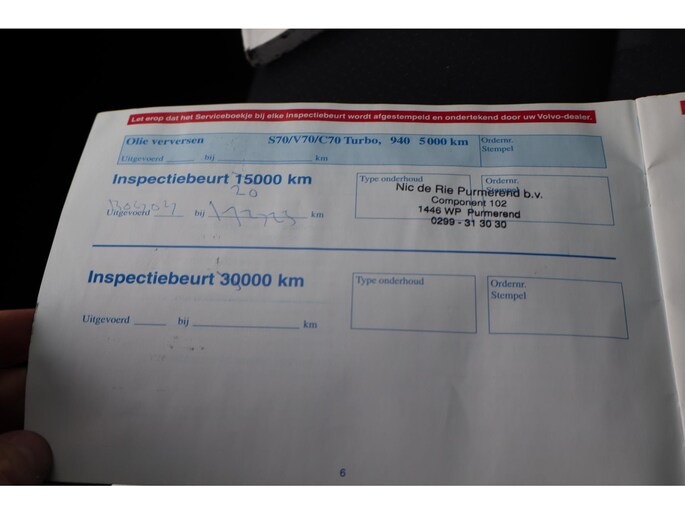 Let erop dat het Serviceboekje bij elke inspectiebeurt wordt afgestempeld en ondertekend door uw Volvo-dealer.
Olie verversen S70/V70/C70 Turbo, 940 5000 km Ordernr.
Stempel
Uitgevoerd bij km
Inspectiebeurt 15000 km Type onderhoud Ordernr.
Stempel
20
Nic de Rie Purmerend b.v.
Component 102
1446 WP Purmerend
0299 - 31 30 30
Uitgevoerd bij km
Inspectiebeurt 30000 km Type onderhoud Ordernr.
Stempel
Uitgevoerd bij km
6